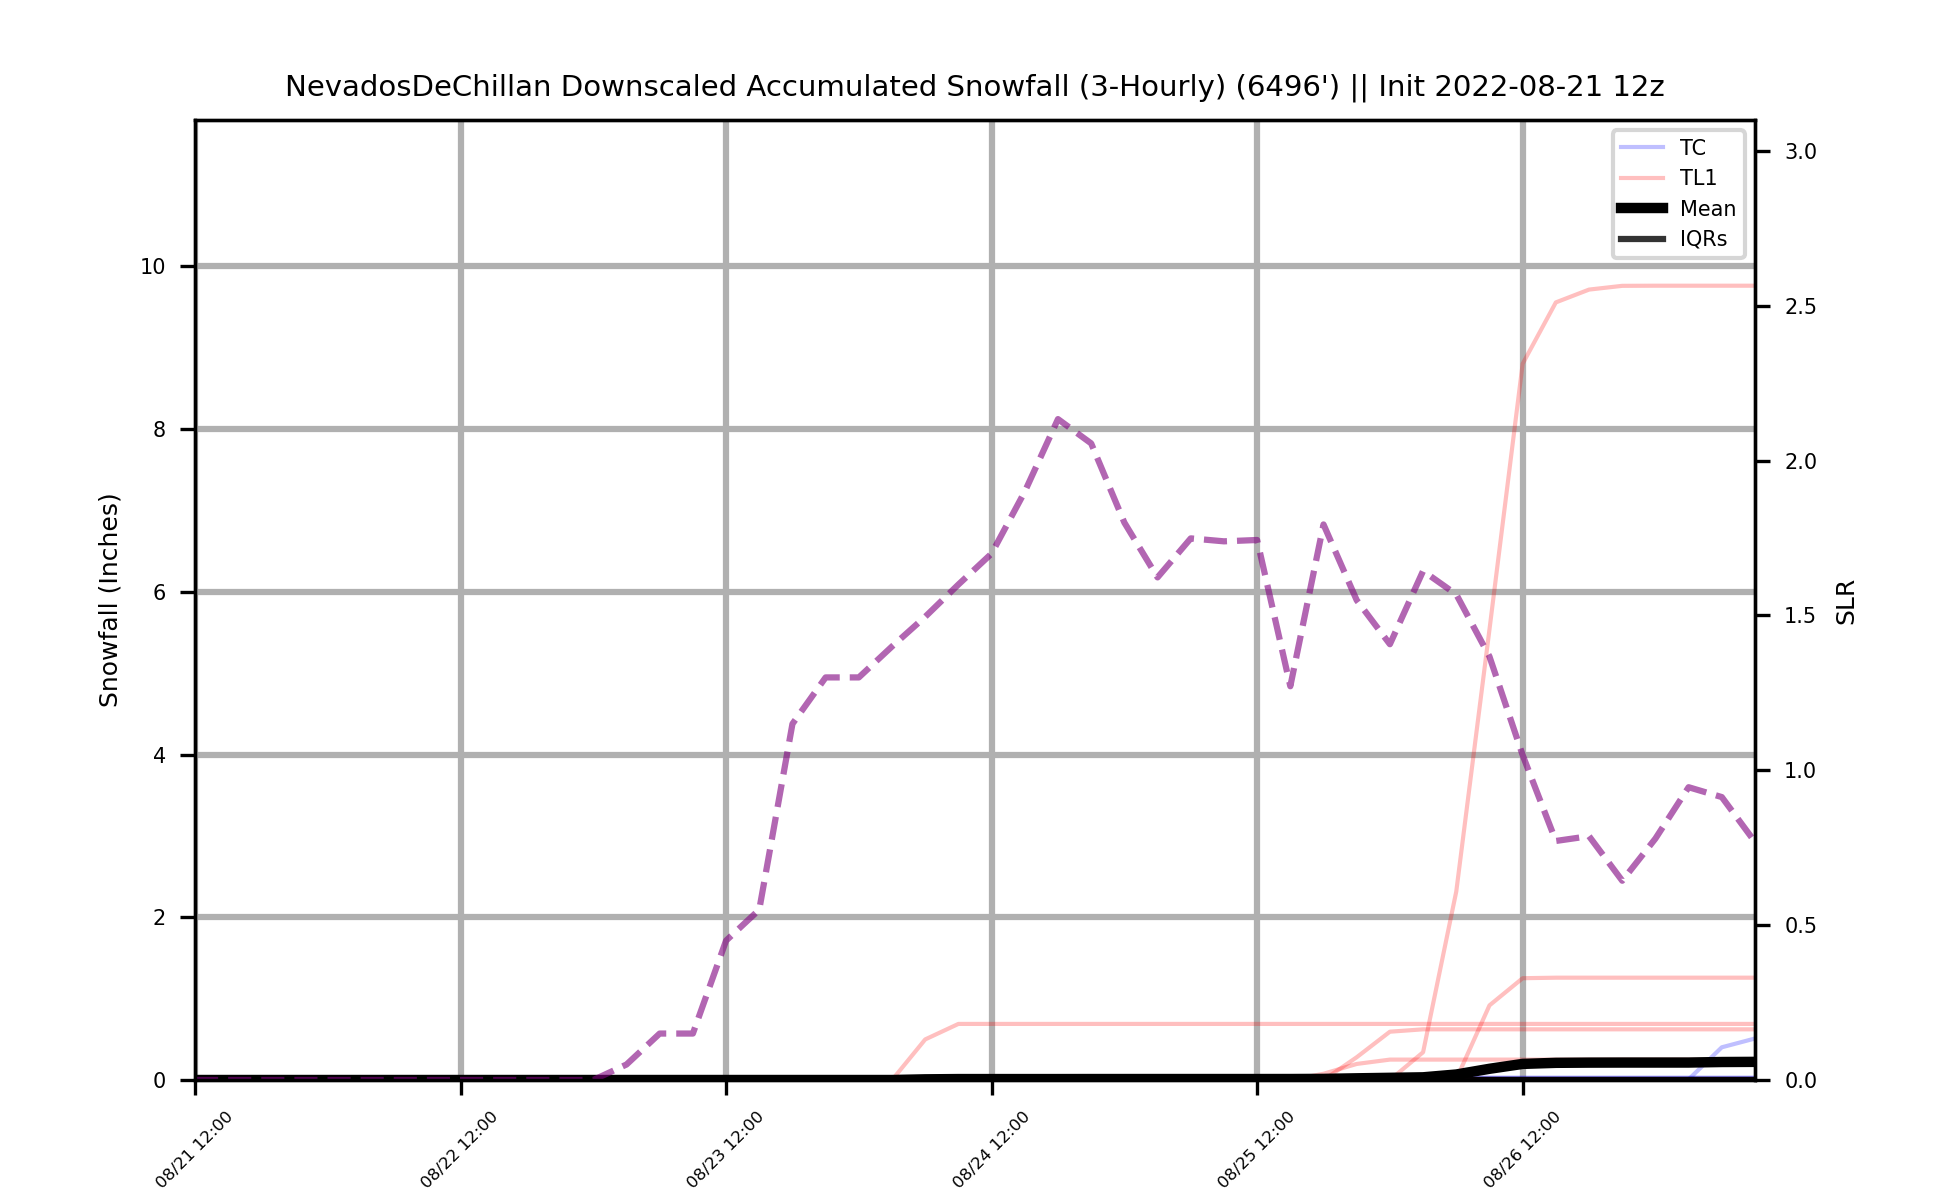 NevadosDeChillan Downscaled Accumulated Snowfall (3-Hourly) (6496') || Init 2022-08-21 12z
TC
TL1
Mean
IQRs
Snowfall (Inches)
10
8
6
4
2
0
SLR
3.0
2.5
2.0
1.5
1.0
0.5
0.0
08/21 12:00
08/22 12:00
08/23 12:00
08/24 12:00
08/25 12:00
08/26 12:00